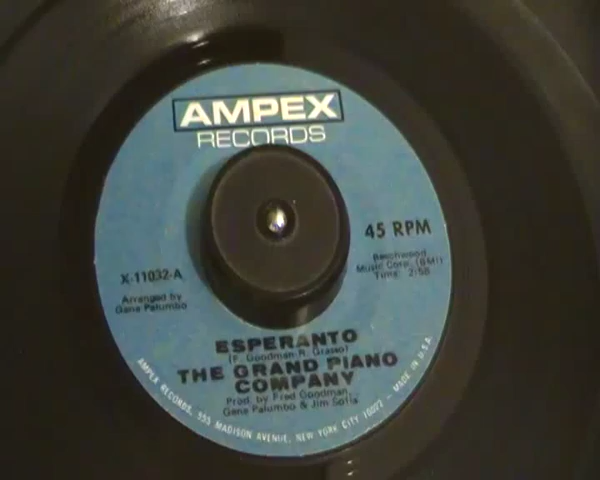 AMPEX
RECORDS
45 RPM
Beechwood
Music Corp. (BMI)
Time: 2:58
X-11032-A
Arranged by
Gene Palumbo
ESPERANTO
(F. Goodman-R. Grasso)
THE GRAND PIANO
COMPANY
Prod. by Fred Goodman,
Gene Palumbo & Jim Sofia
AMPEX RECORDS, 555 MADISON AVENUE, NEW YORK CITY 10022 - MADE IN U.S.A.